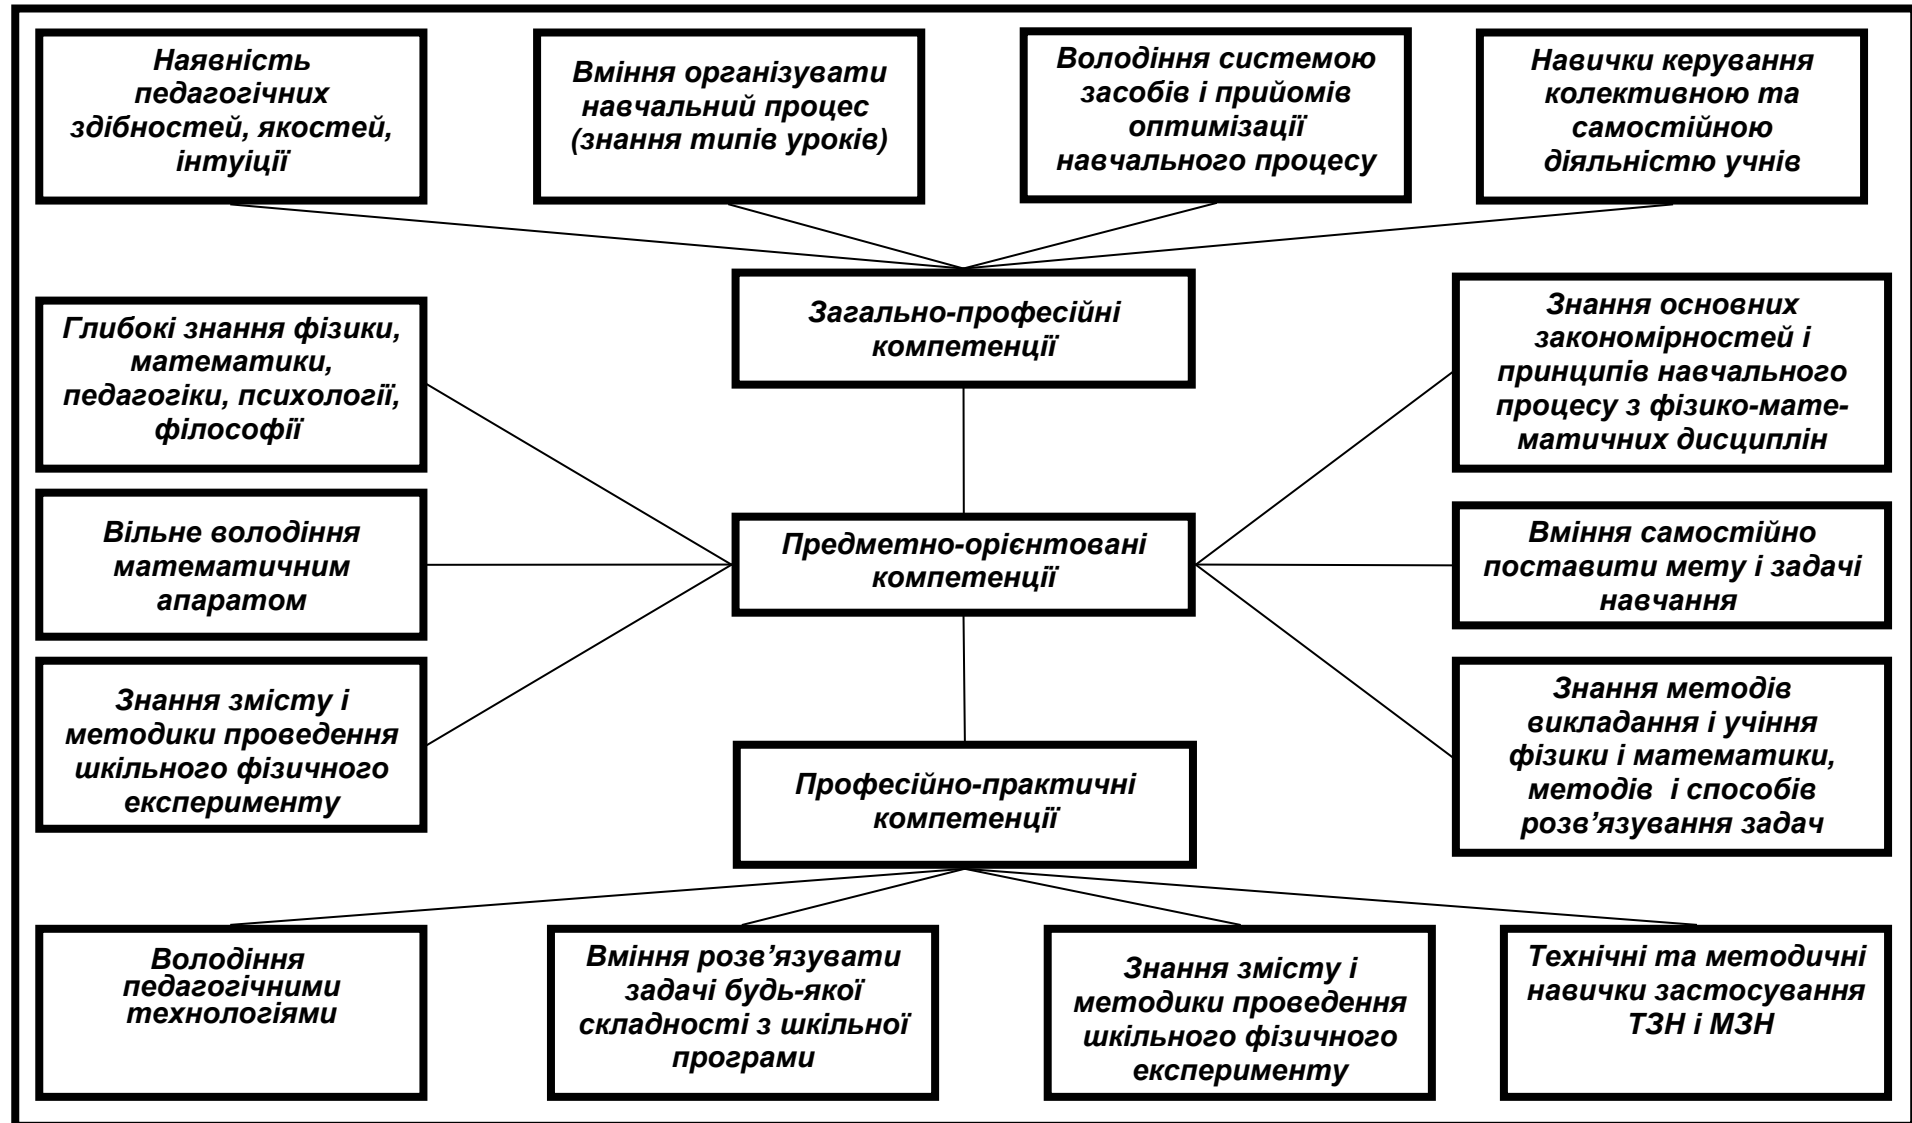 Наявність
педагогічних
здібностей, якостей,
інтуіції
Вміння організувати
навчальний процес
(знання типів уроків)
Володіння системою
засобів і прийомів
оптимізації
навчального процесу
Навички керування
колективною та
самостійною
діяльністю учнів
Загально-професійні
компетенції
Глибокі знання фізики,
математики,
педагогіки, психології,
філософії
Знання основних
закономірностей і
принципів навчального
процесу з фізико-мате-
матичних дисциплін
Вільне володіння
математичним
апаратом
Предметно-орієнтовані
компетенції
Вміння самостійно
поставити мету і задачі
навчання
Знання змісту і
методики проведення
шкільного фізичного
експерименту
Професійно-практичні
компетенції
Знання методів
викладання і учіння
фізики і математики,
методів  і способів
розв’язування задач
Володіння
педагогічними
технологіями
Вміння розв’язувати
задачі будь-якої
складності з шкільної
програми
Знання змісту і
методики проведення
шкільного фізичного
експерименту
Технічні та методичні
навички застосування
ТЗН і МЗН